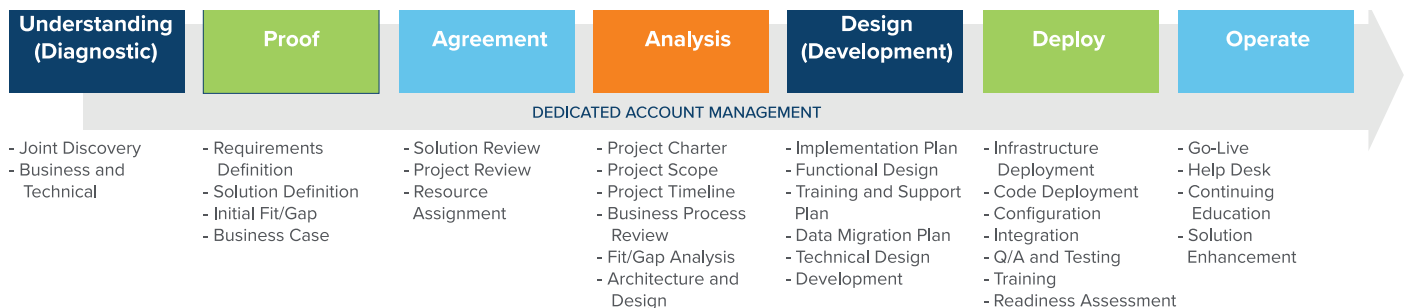 Understanding
(Diagnostic)
Proof
Agreement
Analysis
Design
(Development)
Deploy
Operate
DEDICATED ACCOUNT MANAGEMENT
- Joint Discovery
- Business and
Technical
- Requirements
Definition
- Solution Definition
- Initial Fit/Gap
- Business Case
- Solution Review
- Project Review
- Resource
Assignment
- Project Charter
- Project Scope
- Project Timeline
- Business Process
Review
- Fit/Gap Analysis
- Architecture and
Design
- Implementation Plan
- Functional Design
- Training and Support
Plan
- Data Migration Plan
- Technical Design
- Development
- Infrastructure
Deployment
- Code Deployment
- Configuration
- Integration
- Q/A and Testing
- Training
- Readiness Assessment
- Go-Live
- Help Desk
- Continuing
Education
- Solution
Enhancement